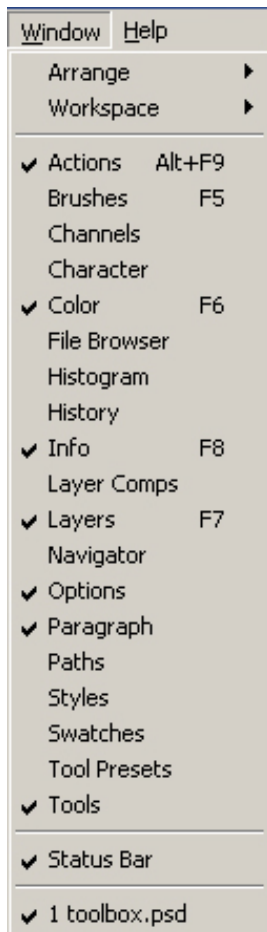 Window Help
Arrange
Workspace
Actions Alt+F9
Brushes F5
Channels
Character
Color F6
File Browser
Histogram
History
Info F8
Layer Comps
Layers F7
Navigator
Options
Paragraph
Paths
Styles
Swatches
Tool Presets
Tools
Status Bar
1 toolbox.psd